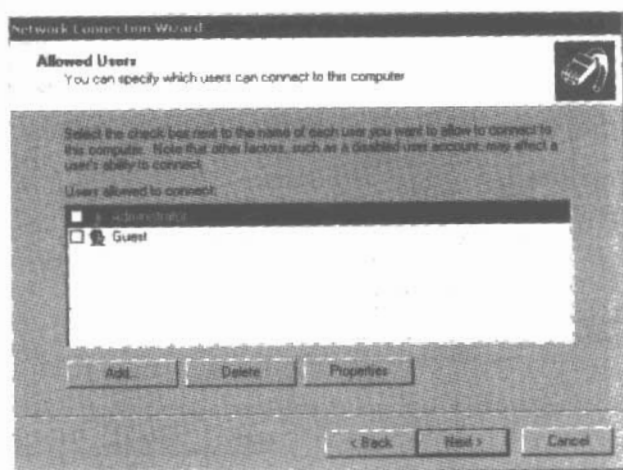 Network Connection Wizard
Allowed Users
You can specify which users can connect to this computer
Select the check box next to the name of each user you want to allow to connect to
this computer. Note that other factors, such as a disabled user account, may affect a
user's ability to connect.
Users allowed to connect:
Administrator
Guest
Add...
Delete
Properties
< Back
Next >
Cancel